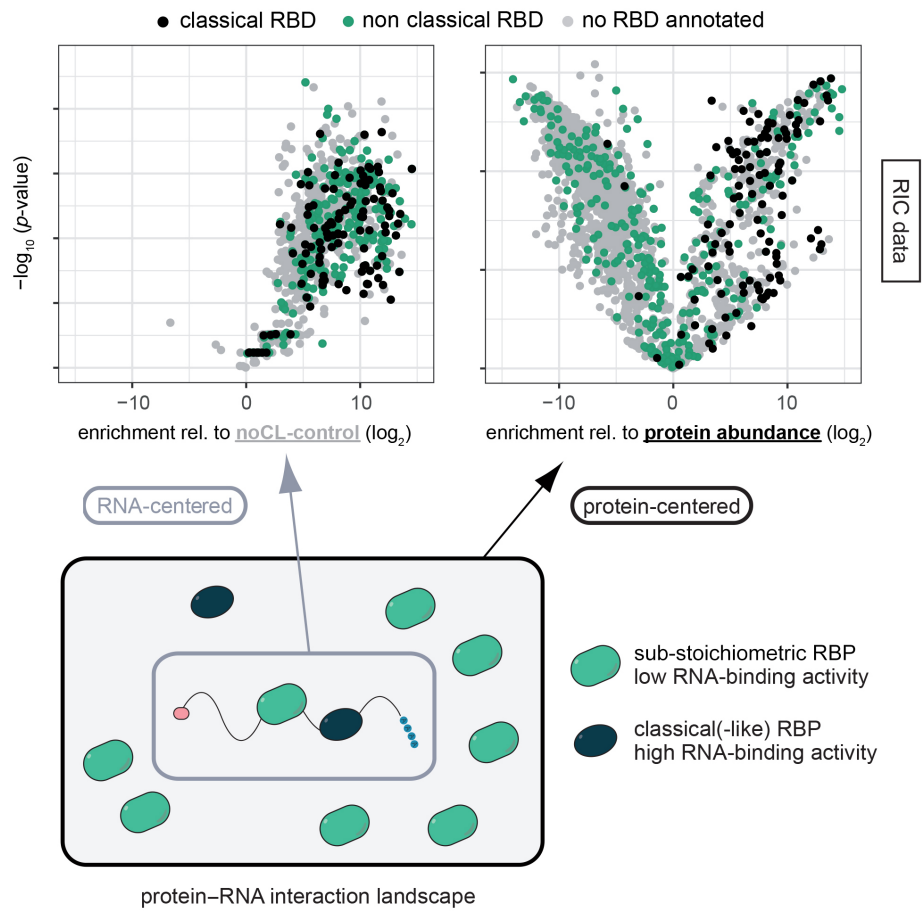 classical RBD non classical RBD no RBD annotated
−log10 (p-value)
RIC data
−10 0 10
−10 0 10
enrichment rel. to noCL-control (log2)
enrichment rel. to protein abundance (log2)
RNA-centered
protein-centered
sub-stoichiometric RBP
low RNA-binding activity
classical(-like) RBP
high RNA-binding activity
protein–RNA interaction landscape